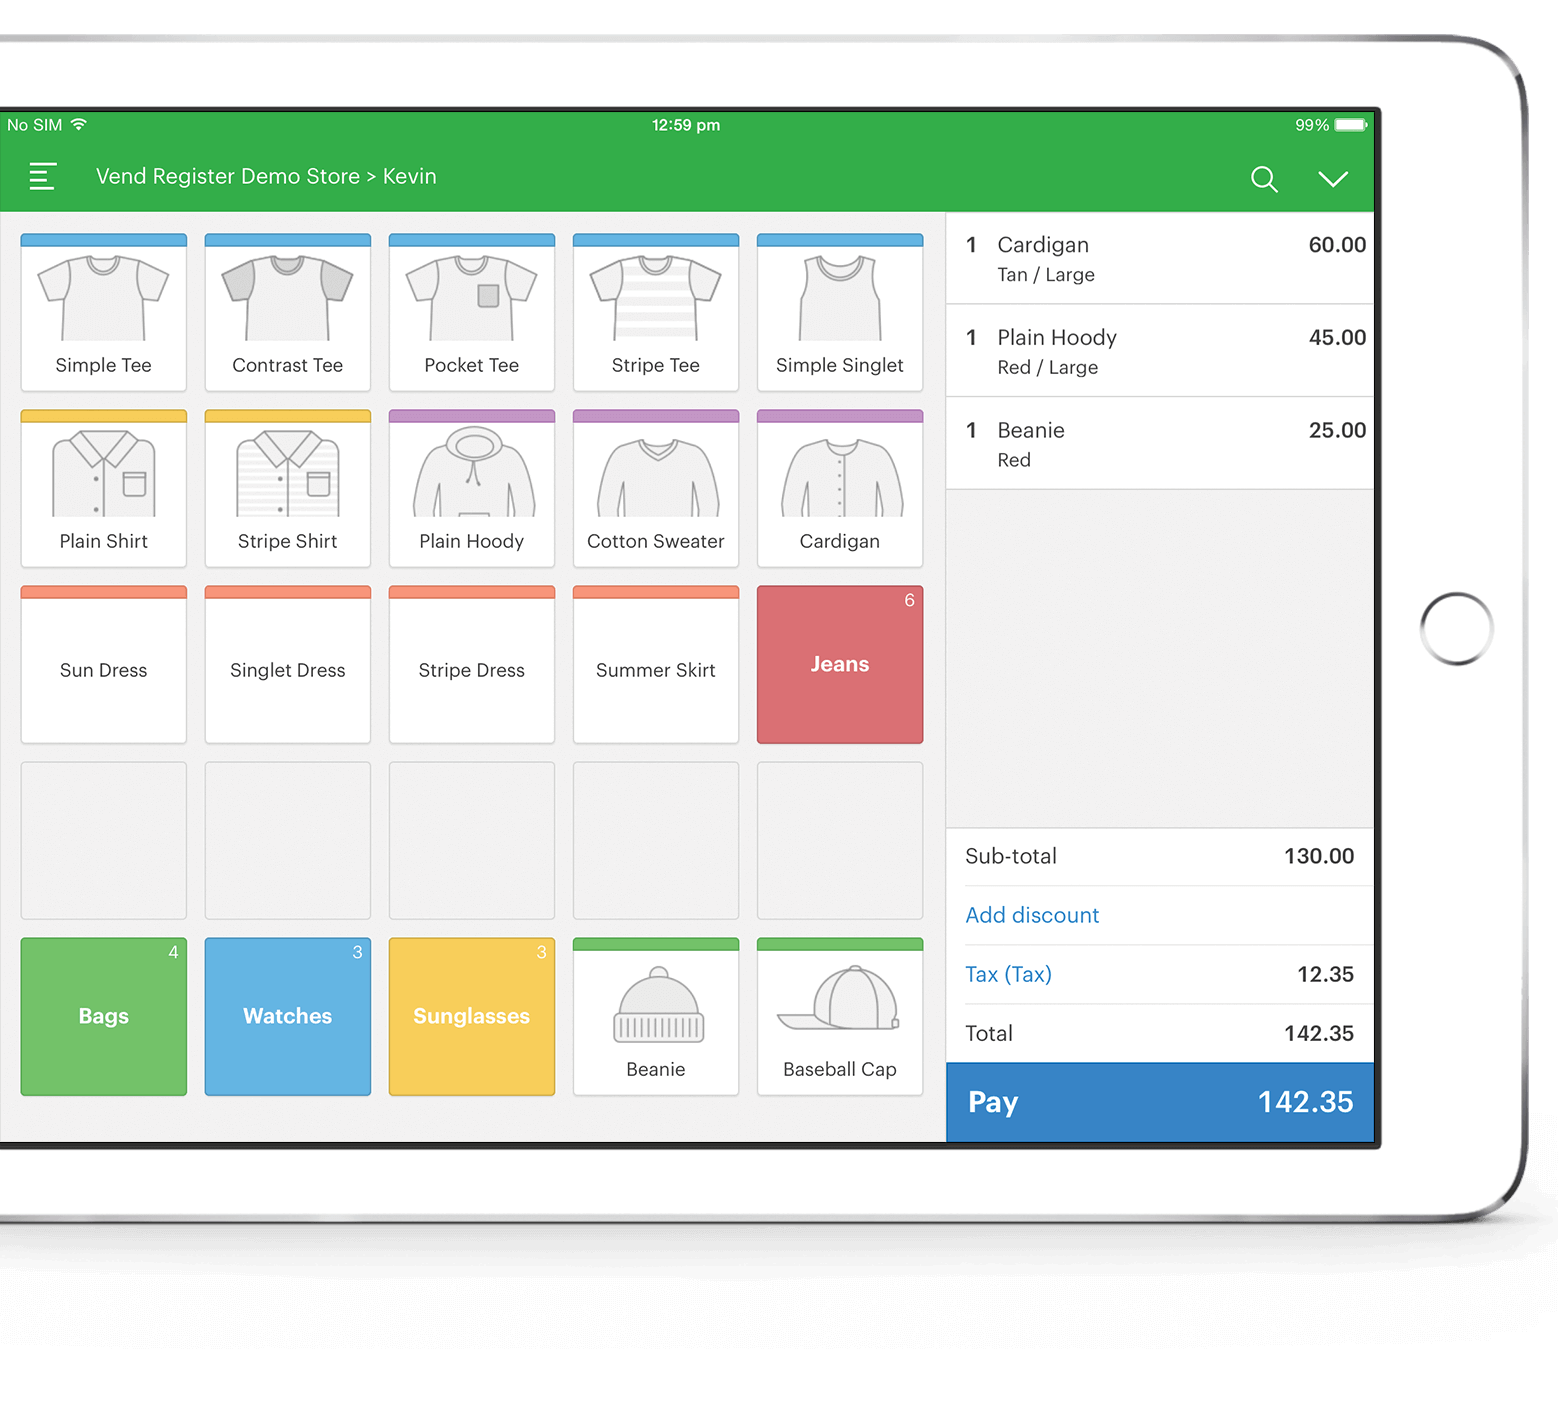 No SIM
12:59 pm
99%
Vend Register Demo Store > Kevin
Simple Tee
Contrast Tee
Pocket Tee
Stripe Tee
Simple Singlet
Plain Shirt
Stripe Shirt
Plain Hoody
Cotton Sweater
Cardigan
Sun Dress
Singlet Dress
Stripe Dress
Summer Skirt
6
Jeans
4
Bags
3
Watches
3
Sunglasses
Beanie
Baseball Cap
1 Cardigan 60.00
Tan / Large
1 Plain Hoody 45.00
Red / Large
1 Beanie 25.00
Red
Sub-total 130.00
Add discount
Tax (Tax) 12.35
Total 142.35
Pay 142.35